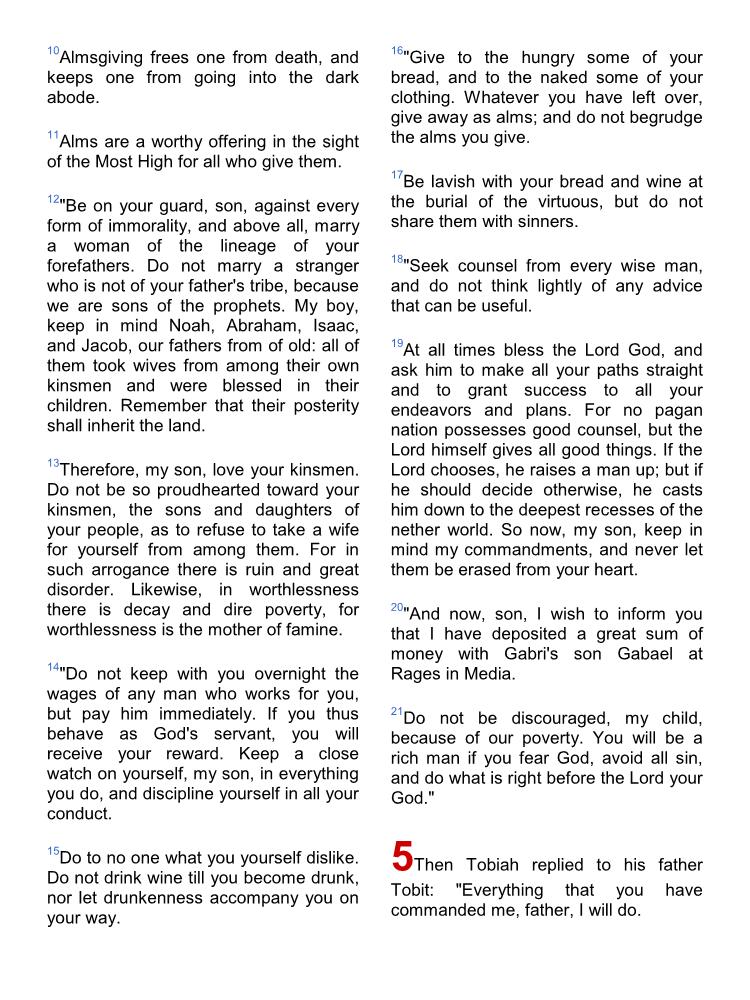 10Almsgiving frees one from death, and
keeps one from going into the dark
abode.
11Alms are a worthy offering in the sight
of the Most High for all who give them.
12"Be on your guard, son, against every
form of immorality, and above all, marry
a woman of the lineage of your
forefathers. Do not marry a stranger
who is not of your father's tribe, because
we are sons of the prophets. My boy,
keep in mind Noah, Abraham, Isaac,
and Jacob, our fathers from of old: all of
them took wives from among their own
kinsmen and were blessed in their
children. Remember that their posterity
shall inherit the land.
13Therefore, my son, love your kinsmen.
Do not be so proudhearted toward your
kinsmen, the sons and daughters of
your people, as to refuse to take a wife
for yourself from among them. For in
such arrogance there is ruin and great
disorder. Likewise, in worthlessness
there is decay and dire poverty, for
worthlessness is the mother of famine.
14"Do not keep with you overnight the
wages of any man who works for you,
but pay him immediately. If you thus
behave as God's servant, you will
receive your reward. Keep a close
watch on yourself, my son, in everything
you do, and discipline yourself in all your
conduct.
15Do to no one what you yourself dislike.
Do not drink wine till you become drunk,
nor let drunkenness accompany you on
your way.
16"Give to the hungry some of your
bread, and to the naked some of your
clothing. Whatever you have left over,
give away as alms; and do not begrudge
the alms you give.
17Be lavish with your bread and wine at
the burial of the virtuous, but do not
share them with sinners.
18"Seek counsel from every wise man,
and do not think lightly of any advice
that can be useful.
19At all times bless the Lord God, and
ask him to make all your paths straight
and to grant success to all your
endeavors and plans. For no pagan
nation possesses good counsel, but the
Lord himself gives all good things. If the
Lord chooses, he raises a man up; but if
he should decide otherwise, he casts
him down to the deepest recesses of the
nether world. So now, my son, keep in
mind my commandments, and never let
them be erased from your heart.
20"And now, son, I wish to inform you
that I have deposited a great sum of
money with Gabri's son Gabael at
Rages in Media.
21Do not be discouraged, my child,
because of our poverty. You will be a
rich man if you fear God, avoid all sin,
and do what is right before the Lord your
God."
5Then Tobiah replied to his father
Tobit: "Everything that you have
commanded me, father, I will do.